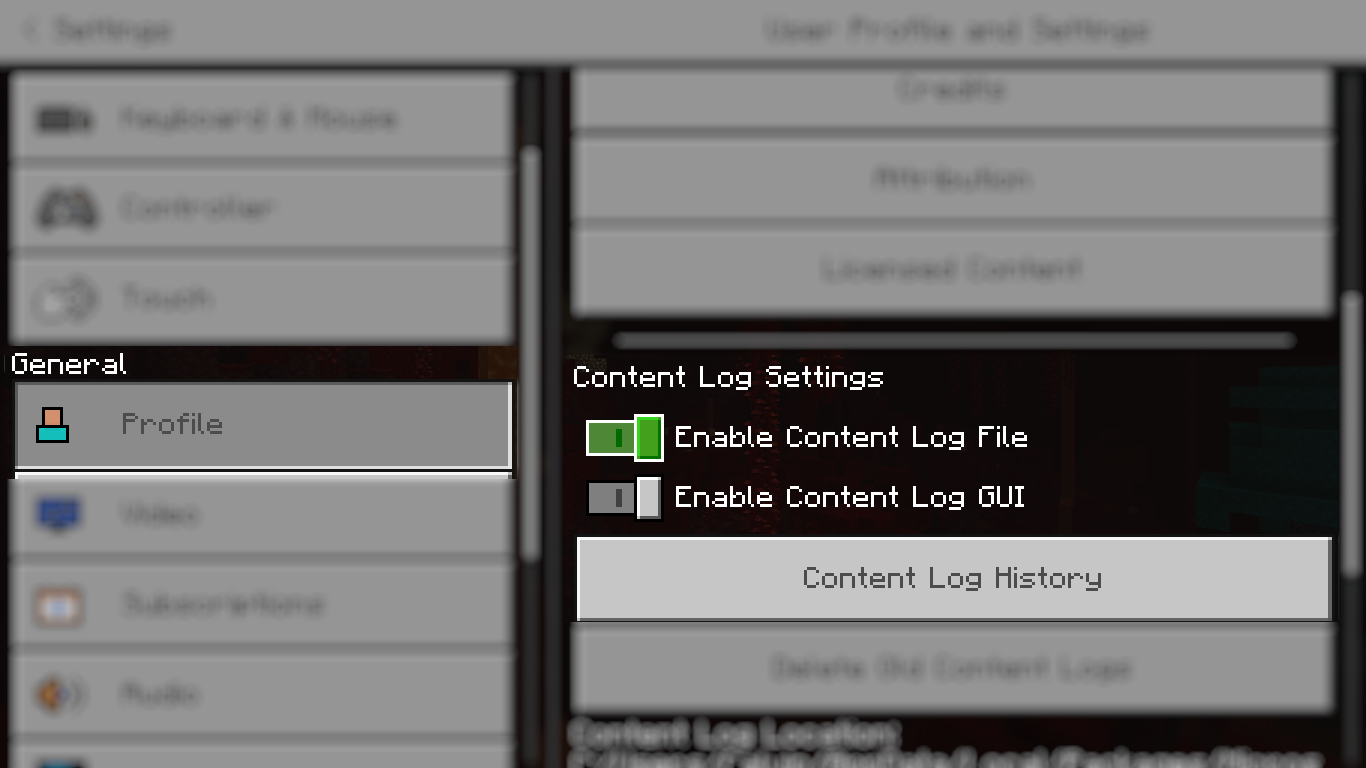 Settings
User Profile and Settings
Keyboard & Mouse
Controller
Touch
General
Profile
Video
Subscriptions
Audio
Credits
Attribution
Licensed Content
Content Log Settings
Enable Content Log File
Enable Content Log GUI
Content Log History
Delete Old Content Logs
Content Log Location: